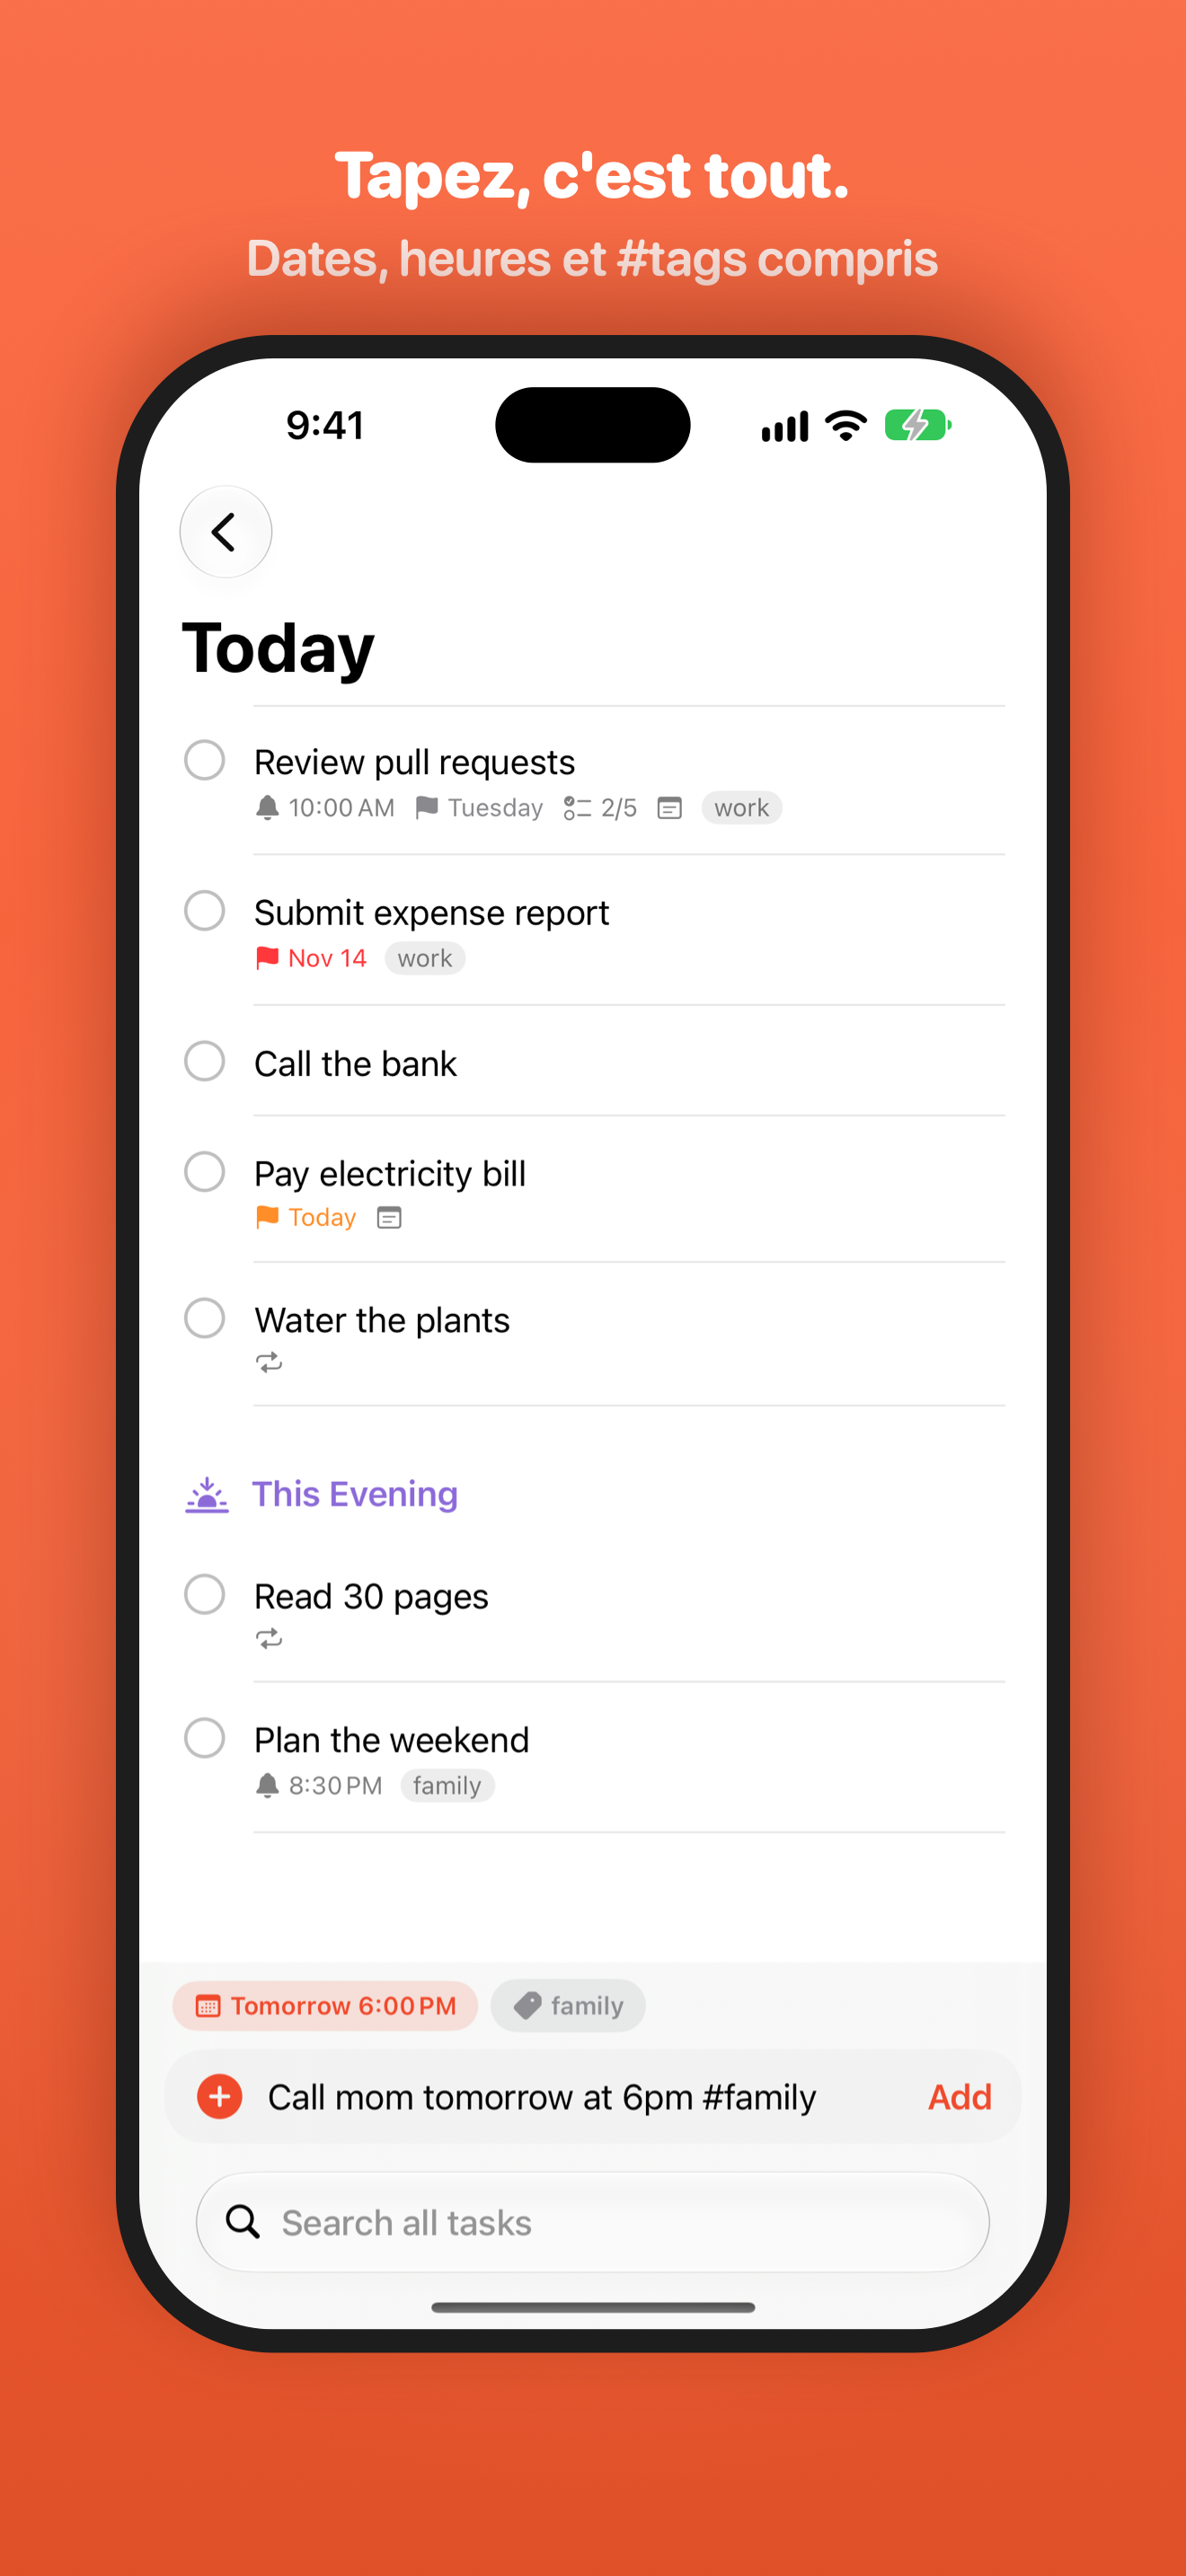 Tapez, c'est tout.
Dates, heures et #tags compris
9:41
Today
Review pull requests
10:00 AM Tuesday 2/5 work
Submit expense report
Nov 14 work
Call the bank
Pay electricity bill
Today
Water the plants
This Evening
Read 30 pages
Plan the weekend
8:30 PM family
Tomorrow 6:00 PM family
Call mom tomorrow at 6pm #family Add
Search all tasks